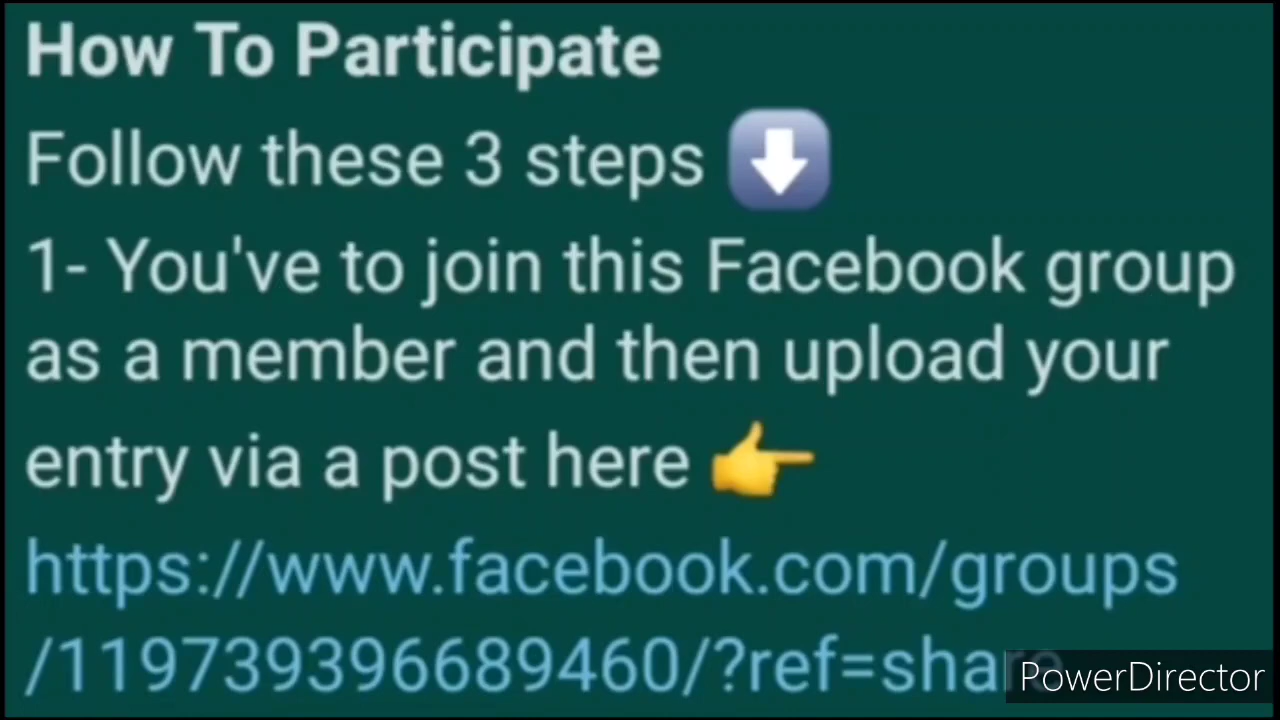 How To Participate
Follow these 3 steps ⬇️
1- You've to join this Facebook group
as a member and then upload your
entry via a post here 👉
https://www.facebook.com/groups
/119739396689460/?ref=share
PowerDirector